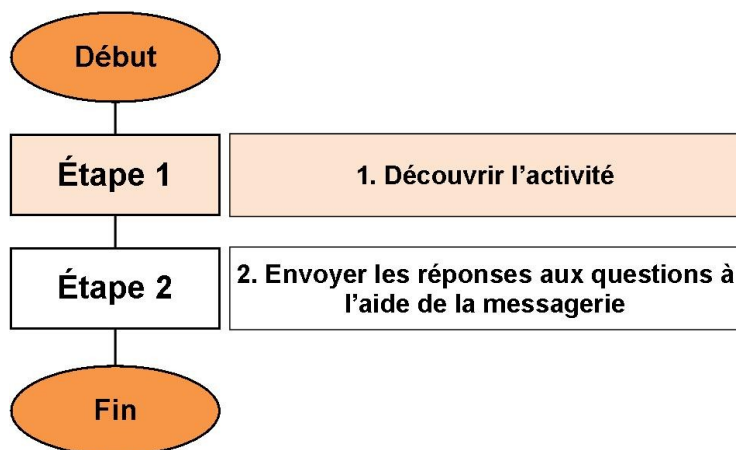 Début
Étape 1
1. Découvrir l’activité
Étape 2
2. Envoyer les réponses aux questions à
l’aide de la messagerie
Fin